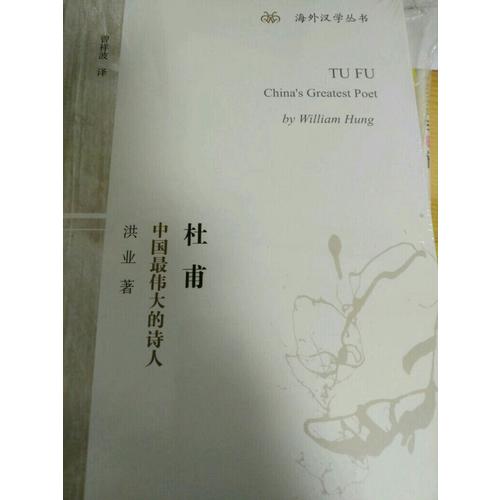 海外汉学丛书
TU FU
China's Greatest Poet
by William Hung
曾祥波 译
杜甫
中国最伟大的诗人
洪业著